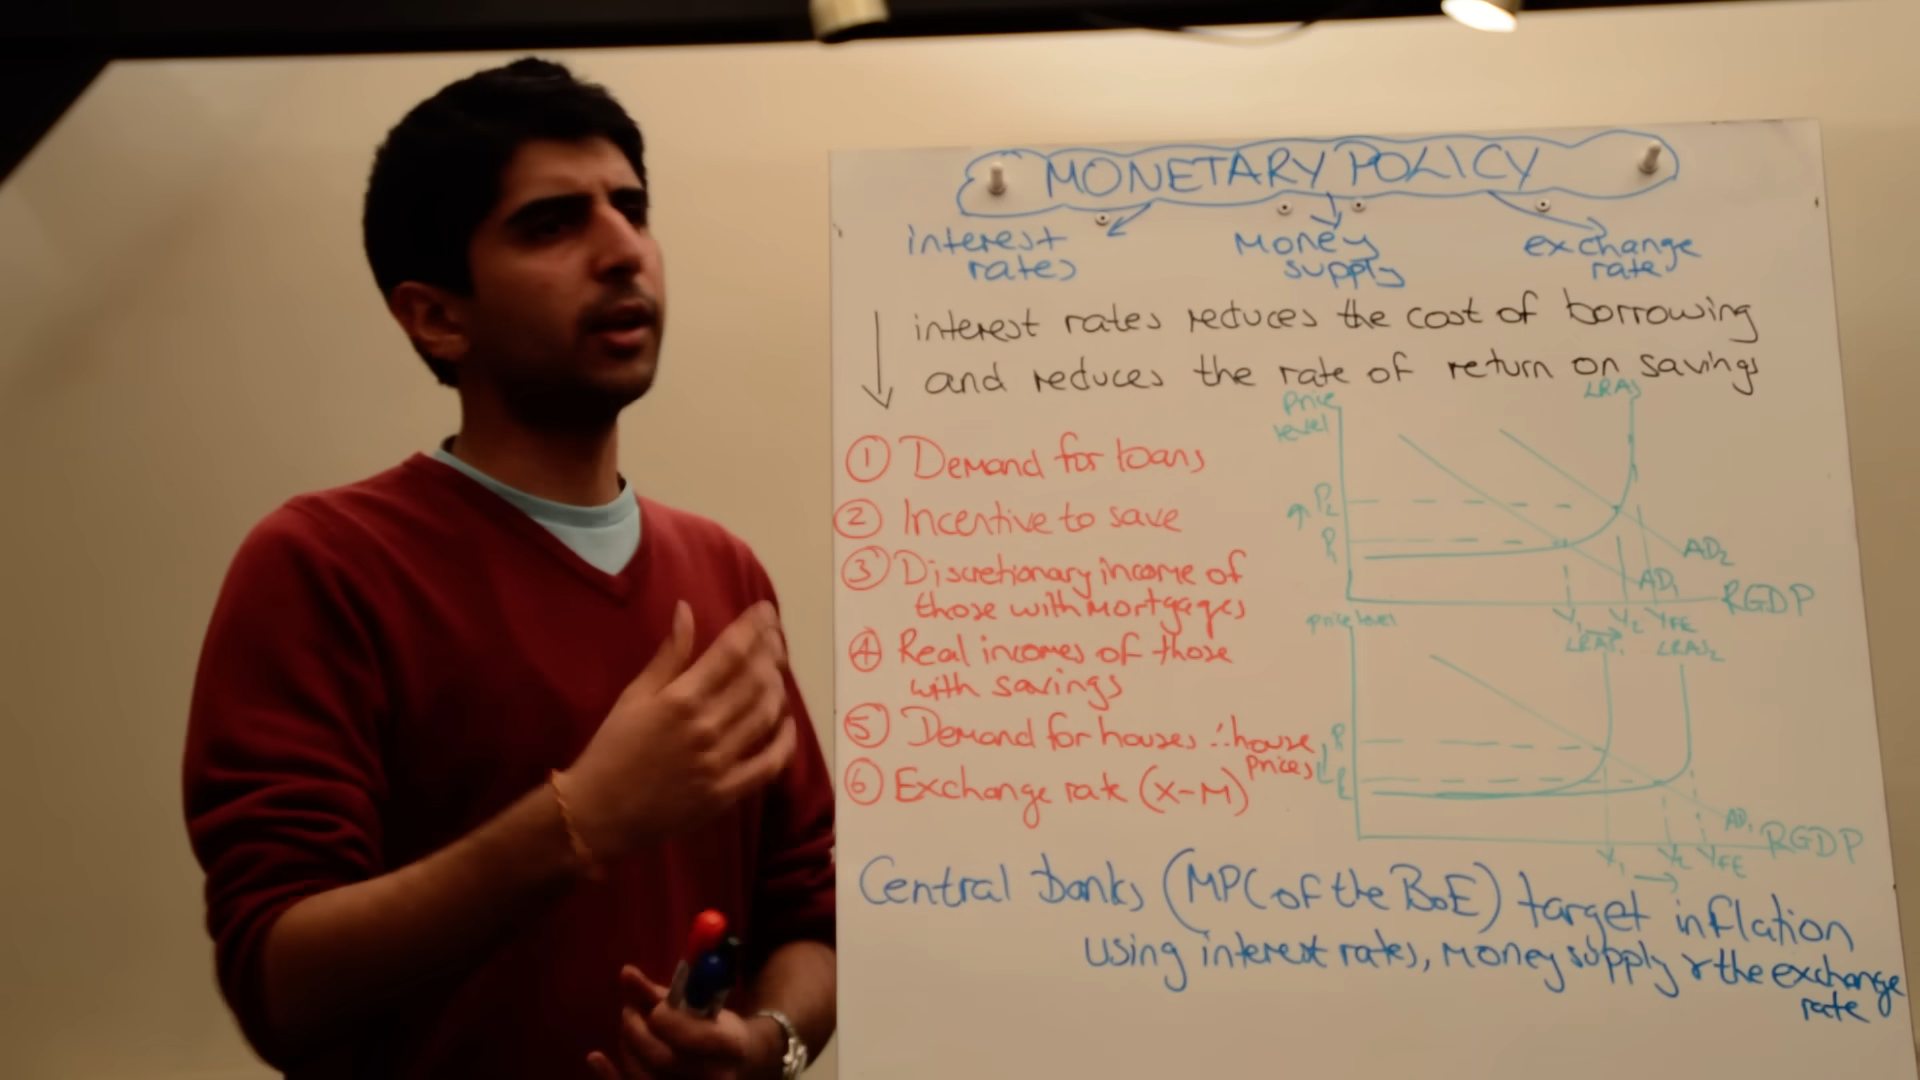 MONETARY POLICY
interest rates
Money supply
exchange rate
↓ interest rates reduces the cost of borrowing
and reduces the rate of return on savings
① Demand for loans
② Incentive to save
③ Discretionary income of
those with mortgages
④ Real incomes of those
with savings
⑤ Demand for houses ∴ house
prices
⑥ Exchange rate (X-M)
Price level
LRAS
P2
P1
AD2
AD1
RGDP
Y1 Y2 YFE
price level
LRAS1 LRAS2
P1
P2
AD1
RGDP
Y1 Y2 YFE
Central banks (MPC of the BoE) target inflation
using interest rates, money supply & the exchange
rate